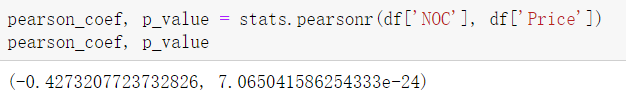 pearson_coef, p_value = stats.pearsonr(df['NOC'], df['Price'])
pearson_coef, p_value
(-0.4273207723732826, 7.065041586254333e-24)